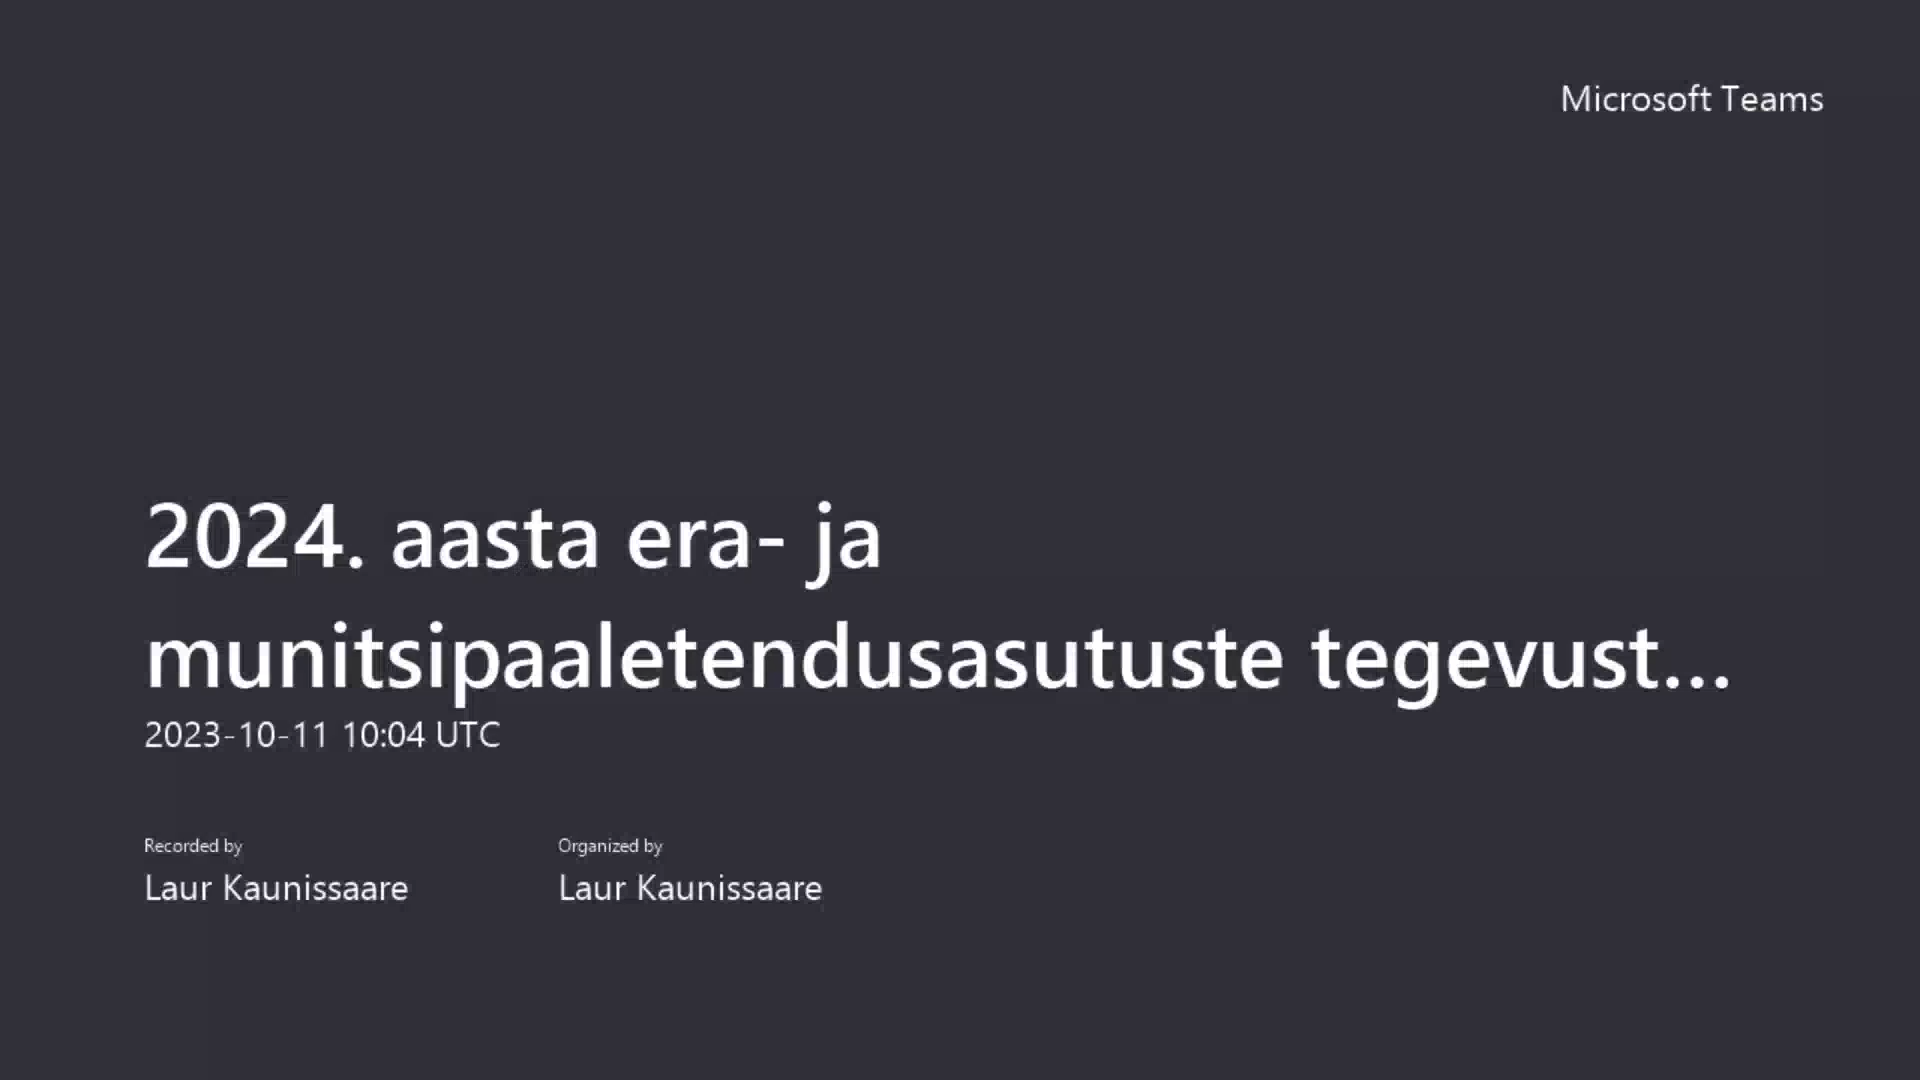 Microsoft Teams
2024. aasta era- ja
munitsipaaletendusasutuste tegevust...
2023-10-11 10:04 UTC
Recorded by
Organized by
Laur Kaunissaare
Laur Kaunissaare